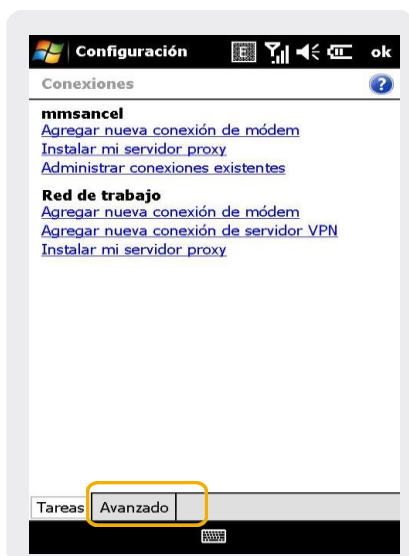 Configuración E ok
Conexiones ?
mmsancel
Agregar nueva conexión de módem
Instalar mi servidor proxy
Administrar conexiones existentes
Red de trabajo
Agregar nueva conexión de módem
Agregar nueva conexión de servidor VPN
Instalar mi servidor proxy
Tareas Avanzado